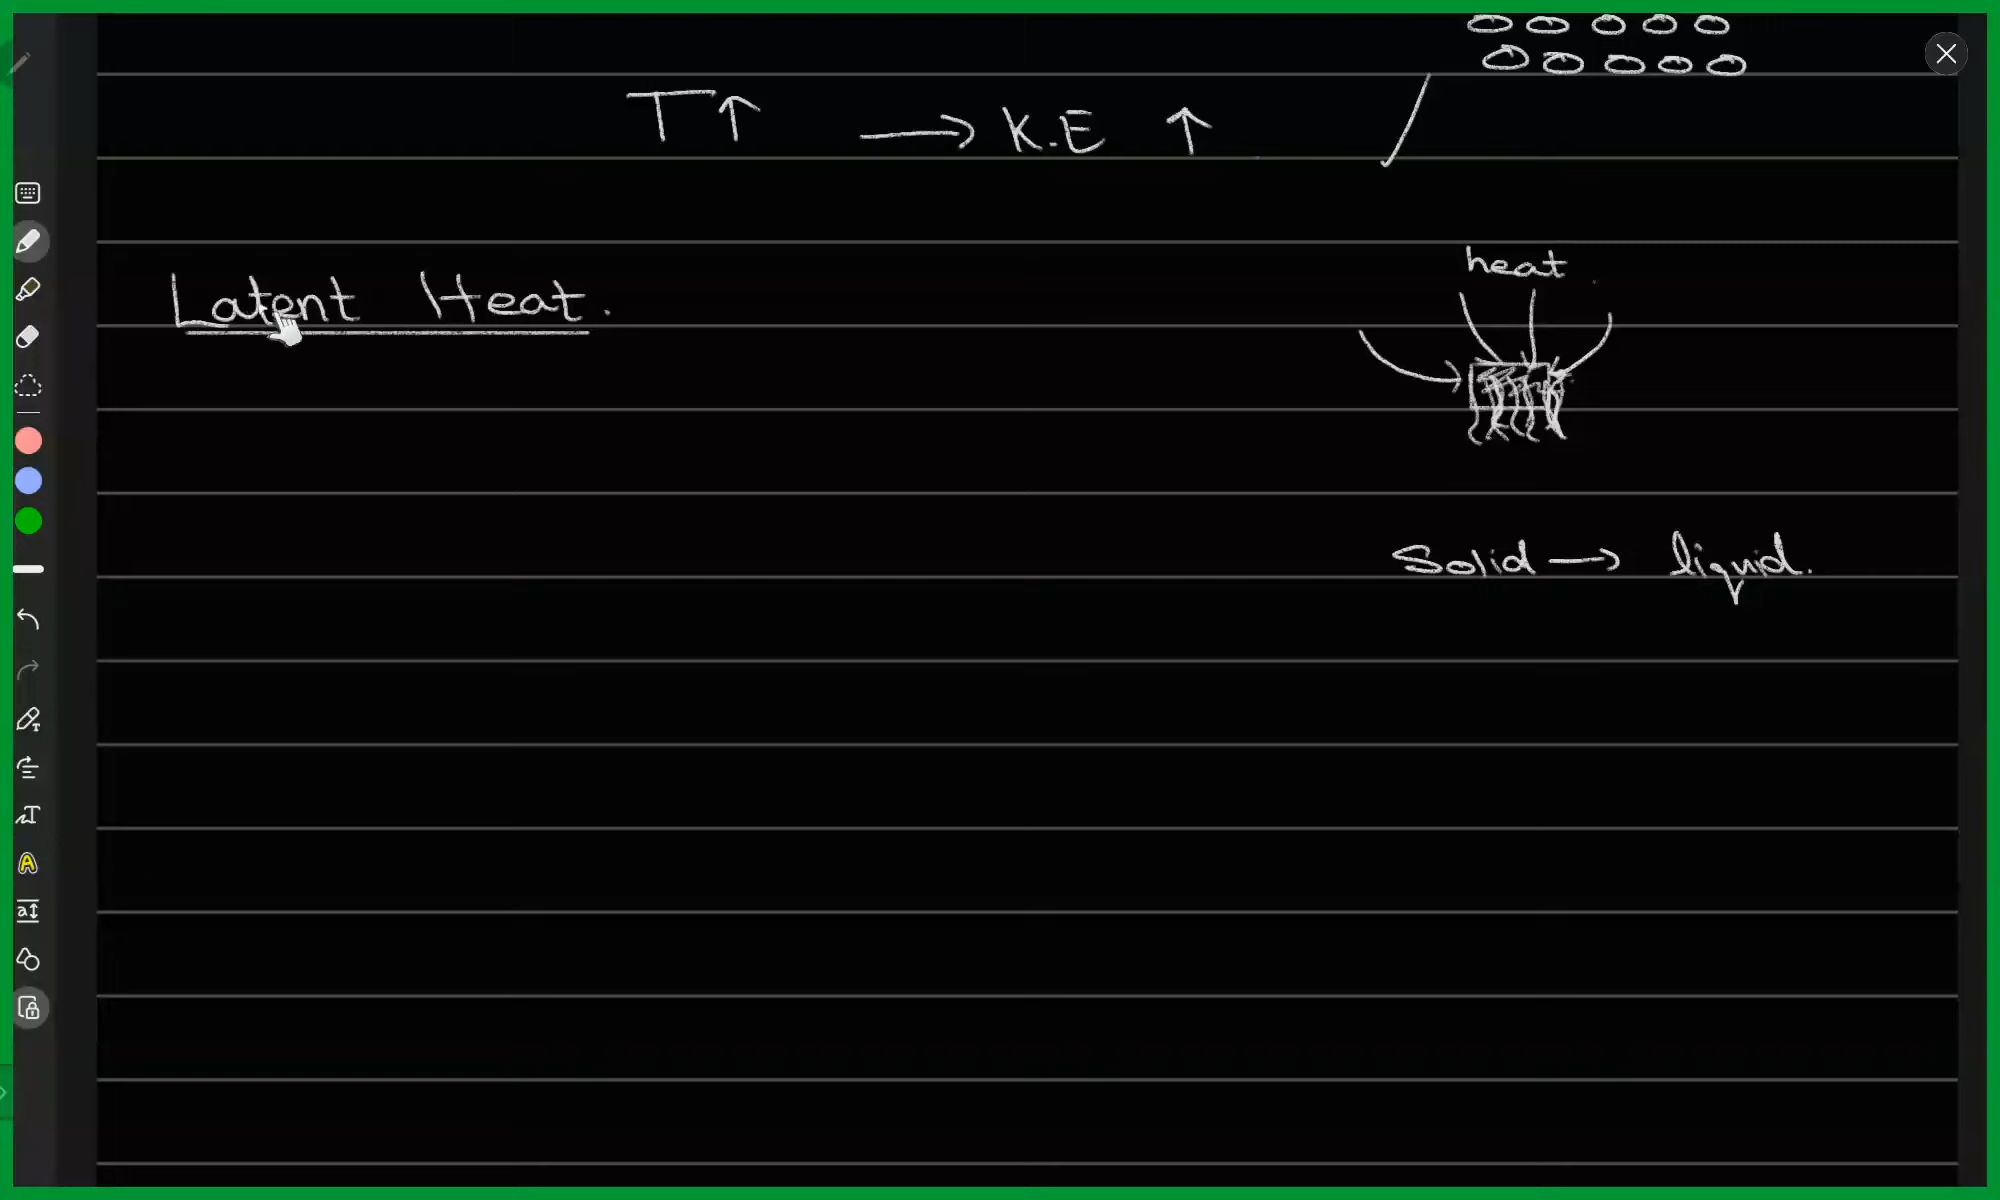 T↑ → K.E ↑
Latent Heat.
heat
Solid → liquid.